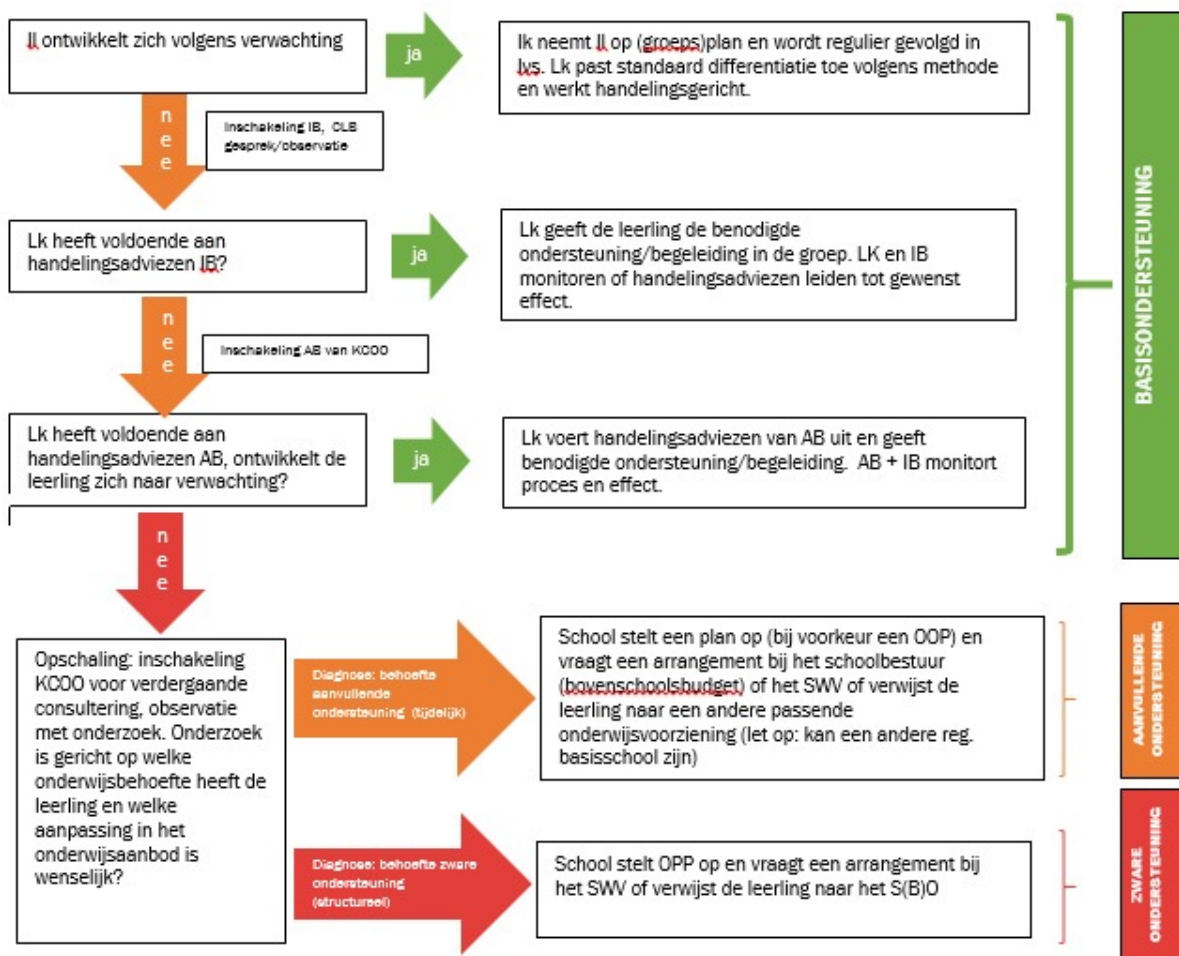 ll ontwikkelt zich volgens verwachting
ja
lk neemt ll op (groeps)plan en wordt regulier gevolgd in
lvs. Lk past standaard differentiatie toe volgens methode
en werkt handelingsgericht.
n
e
e
Inschakeling IB, CLB
gesprek/observatie
Lk heeft voldoende aan
handelingsadviezen IB?
ja
Lk geeft de leerling de benodigde
ondersteuning/begeleiding in de groep. LK en IB
monitoren of handelingsadviezen leiden tot gewenst
effect.
n
e
e
Inschakeling AB van KCOO
Lk heeft voldoende aan
handelingsadviezen AB, ontwikkelt de
leerling zich naar verwachting?
ja
Lk voert handelingsadviezen van AB uit en geeft
benodigde ondersteuning/begeleiding. AB + IB monitort
proces en effect.
BASISONDERSTEUNING
n
e
e
Opschaling: inschakeling
KCOO voor verdergaande
consultering, observatie
met onderzoek. Onderzoek
is gericht op welke
onderwijsbehoefte heeft de
leerling en welke
aanpassing in het
onderwijsaanbod is
wenselijk?
Diagnose: behoefte
aanvullende
ondersteuning (tijdelijk)
School stelt een plan op (bij voorkeur een OOP) en
vraagt een arrangement bij het schoolbestuur
(bovenschoolsbudget) of het SWV of verwijst de
leerling naar een andere passende
onderwijsvoorziening (let op: kan een andere reg.
basisschool zijn)
AANVULLENDE
ONDERSTEUNING
Diagnose: behoefte zware
ondersteuning
(structureel)
School stelt OPP op en vraagt een arrangement bij
het SWV of verwijst de leerling naar het S(B)O
ZWARE
ONDERSTEUNING